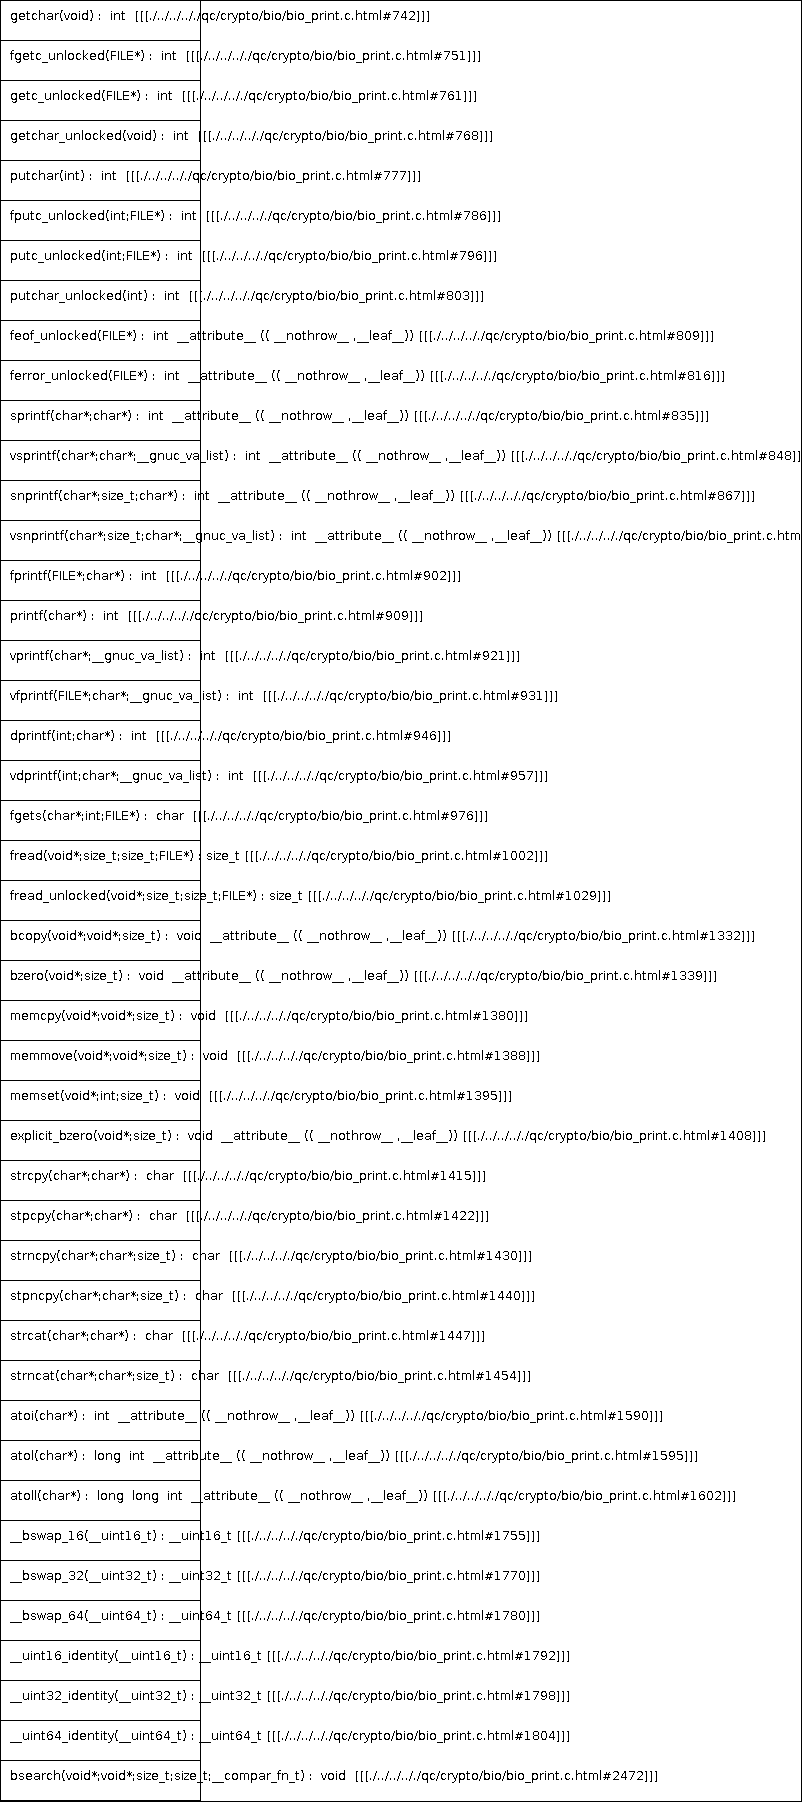 getchar(void) : int [[[./../../../qc/crypto/bio/bio_print.c.html#742]]]
fgetc_unlocked(FILE*) : int [[[./../../../qc/crypto/bio/bio_print.c.html#751]]]
getc_unlocked(FILE*) : int [[[./../../../qc/crypto/bio/bio_print.c.html#761]]]
getchar_unlocked(void) : int [[[./../../../qc/crypto/bio/bio_print.c.html#768]]]
putchar(int) : int [[[./../../../qc/crypto/bio/bio_print.c.html#777]]]
fputc_unlocked(int;FILE*) : int [[[./../../../qc/crypto/bio/bio_print.c.html#786]]]
putc_unlocked(int;FILE*) : int [[[./../../../qc/crypto/bio/bio_print.c.html#796]]]
putchar_unlocked(int) : int [[[./../../../qc/crypto/bio/bio_print.c.html#803]]]
feof_unlocked(FILE*) : int __attribute__ (( __nothrow__ ,__leaf__)) [[[./../../../qc/crypto/bio/bio_print.c.html#809]]]
ferror_unlocked(FILE*) : int __attribute__ (( __nothrow__ ,__leaf__)) [[[./../../../qc/crypto/bio/bio_print.c.html#816]]]
sprintf(char*;char*) : int __attribute__ (( __nothrow__ ,__leaf__)) [[[./../../../qc/crypto/bio/bio_print.c.html#835]]]
vsprintf(char*;char*;__gnuc_va_list) : int __attribute__ (( __nothrow__ ,__leaf__)) [[[./../../../qc/crypto/bio/bio_print.c.html#848]]
snprintf(char*;size_t;char*) : int __attribute__ (( __nothrow__ ,__leaf__)) [[[./../../../qc/crypto/bio/bio_print.c.html#867]]]
vsnprintf(char*;size_t;char*;__gnuc_va_list) : int __attribute__ (( __nothrow__ ,__leaf__)) [[[./../../../qc/crypto/bio/bio_print.c.htm
fprintf(FILE*;char*) : int [[[./../../../qc/crypto/bio/bio_print.c.html#902]]]
printf(char*) : int [[[./../../../qc/crypto/bio/bio_print.c.html#909]]]
vprintf(char*;__gnuc_va_list) : int [[[./../../../qc/crypto/bio/bio_print.c.html#921]]]
vfprintf(FILE*;char*;__gnuc_va_list) : int [[[./../../../qc/crypto/bio/bio_print.c.html#931]]]
dprintf(int;char*) : int [[[./../../../qc/crypto/bio/bio_print.c.html#946]]]
vdprintf(int;char*;__gnuc_va_list) : int [[[./../../../qc/crypto/bio/bio_print.c.html#957]]]
fgets(char*;int;FILE*) : char [[[./../../../qc/crypto/bio/bio_print.c.html#976]]]
fread(void*;size_t;size_t;FILE*) : size_t [[[./../../../qc/crypto/bio/bio_print.c.html#1002]]]
fread_unlocked(void*;size_t;size_t;FILE*) : size_t [[[./../../../qc/crypto/bio/bio_print.c.html#1029]]]
bcopy(void*;void*;size_t) : void __attribute__ (( __nothrow__ ,__leaf__)) [[[./../../../qc/crypto/bio/bio_print.c.html#1332]]]
bzero(void*;size_t) : void __attribute__ (( __nothrow__ ,__leaf__)) [[[./../../../qc/crypto/bio/bio_print.c.html#1339]]]
memcpy(void*;void*;size_t) : void [[[./../../../qc/crypto/bio/bio_print.c.html#1380]]]
memmove(void*;void*;size_t) : void [[[./../../../qc/crypto/bio/bio_print.c.html#1388]]]
memset(void*;int;size_t) : void [[[./../../../qc/crypto/bio/bio_print.c.html#1395]]]
explicit_bzero(void*;size_t) : void __attribute__ (( __nothrow__ ,__leaf__)) [[[./../../../qc/crypto/bio/bio_print.c.html#1408]]]
strcpy(char*;char*) : char [[[./../../../qc/crypto/bio/bio_print.c.html#1415]]]
stpcpy(char*;char*) : char [[[./../../../qc/crypto/bio/bio_print.c.html#1422]]]
strncpy(char*;char*;size_t) : char [[[./../../../qc/crypto/bio/bio_print.c.html#1430]]]
stpncpy(char*;char*;size_t) : char [[[./../../../qc/crypto/bio/bio_print.c.html#1440]]]
strcat(char*;char*) : char [[[./../../../qc/crypto/bio/bio_print.c.html#1447]]]
strncat(char*;char*;size_t) : char [[[./../../../qc/crypto/bio/bio_print.c.html#1454]]]
atoi(char*) : int __attribute__ (( __nothrow__ ,__leaf__)) [[[./../../../qc/crypto/bio/bio_print.c.html#1590]]]
atol(char*) : long int __attribute__ (( __nothrow__ ,__leaf__)) [[[./../../../qc/crypto/bio/bio_print.c.html#1595]]]
atoll(char*) : long long int __attribute__ (( __nothrow__ ,__leaf__)) [[[./../../../qc/crypto/bio/bio_print.c.html#1602]]]
__bswap_16(__uint16_t) : __uint16_t [[[./../../../qc/crypto/bio/bio_print.c.html#1755]]]
__bswap_32(__uint32_t) : __uint32_t [[[./../../../qc/crypto/bio/bio_print.c.html#1770]]]
__bswap_64(__uint64_t) : __uint64_t [[[./../../../qc/crypto/bio/bio_print.c.html#1780]]]
__uint16_identity(__uint16_t) : __uint16_t [[[./../../../qc/crypto/bio/bio_print.c.html#1792]]]
__uint32_identity(__uint32_t) : __uint32_t [[[./../../../qc/crypto/bio/bio_print.c.html#1798]]]
__uint64_identity(__uint64_t) : __uint64_t [[[./../../../qc/crypto/bio/bio_print.c.html#1804]]]
bsearch(void*;void*;size_t;size_t;__compar_fn_t) : void [[[./../../../qc/crypto/bio/bio_print.c.html#2472]]]